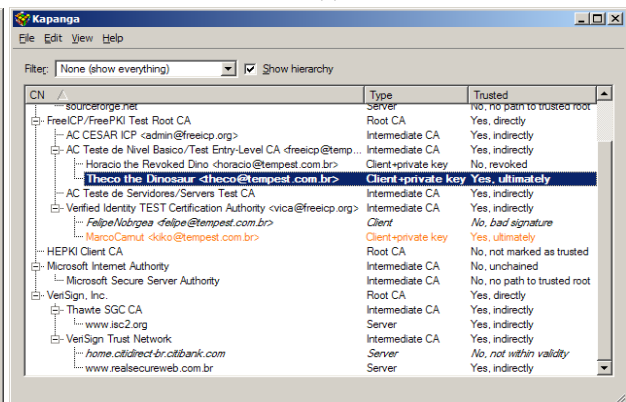 Kapanga
File Edit View Help
Filter: None (show everything) Show hierarchy
CN Type Trusted
sourceforge.net Server No, no path to trusted root
FreeICP/FreePKI Test Root CA Root CA Yes, directly
AC CESAR ICP <admin@freeicp.org> Intermediate CA Yes, indirectly
AC Teste de Nivel Basico/Test Entry-Level CA <freeicp@temp... Intermediate CA Yes, indirectly
Horacio the Revoked Dino <horacio@tempest.com.br> Client+private key No, revoked
Theco the Dinosaur <theco@tempest.com.br> Client+private key Yes, ultimately
AC Teste de Servidores/Servers Test CA Intermediate CA Yes, indirectly
Verified Identity TEST Certification Authority <vica@freeicp.org> Intermediate CA Yes, indirectly
FelipeNobrgea <felipe@tempest.com.br> Client No, bad signature
MarcoCarnut <kiko@tempest.com.br> Client+private key Yes, ultimately
HEPKI Client CA Root CA No, not marked as trusted
Microsoft Internet Authority Intermediate CA No, unchained
Microsoft Secure Server Authority Intermediate CA No, no path to trusted root
VeriSign, Inc. Root CA Yes, directly
Thawte SGC CA Intermediate CA Yes, indirectly
www.isc2.org Server Yes, indirectly
VeriSign Trust Network Intermediate CA Yes, indirectly
home.citidirect-br.citibank.com Server No, not within validity
www.realsecureweb.com.br Server Yes, indirectly